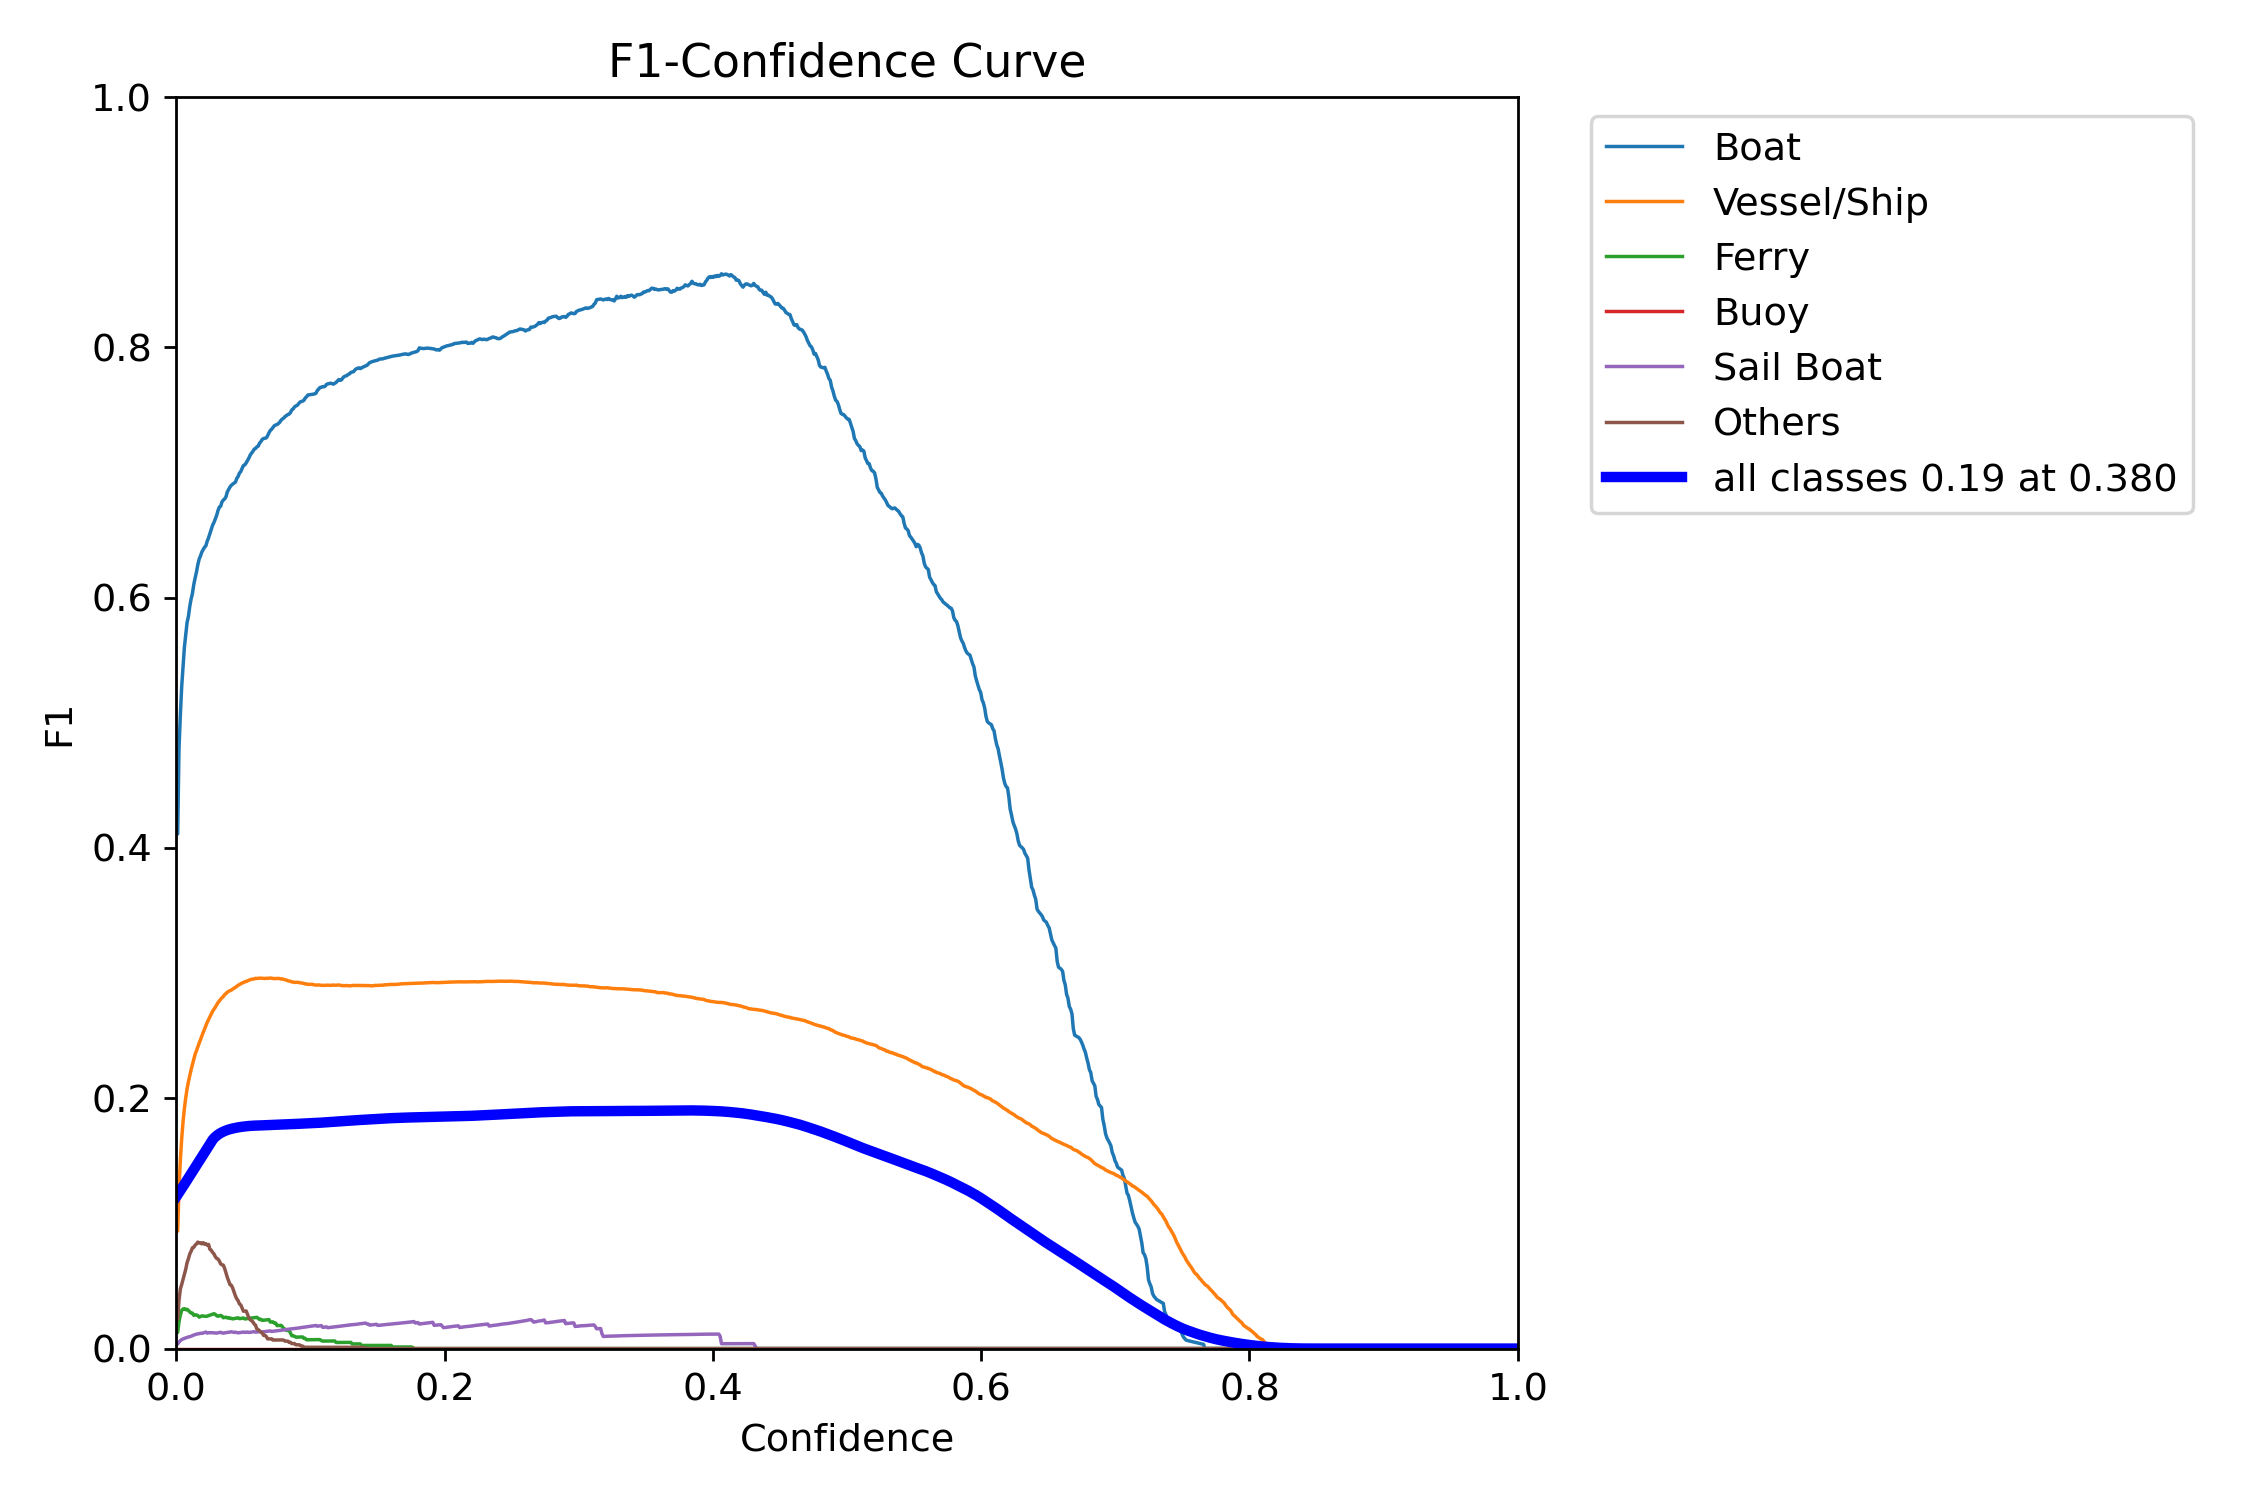 F1-Confidence Curve
1.0
0.8
0.6
0.4
0.2
0.0
F1
0.0 0.2 0.4 0.6 0.8 1.0
Confidence
Boat
Vessel/Ship
Ferry
Buoy
Sail Boat
Others
all classes 0.19 at 0.380